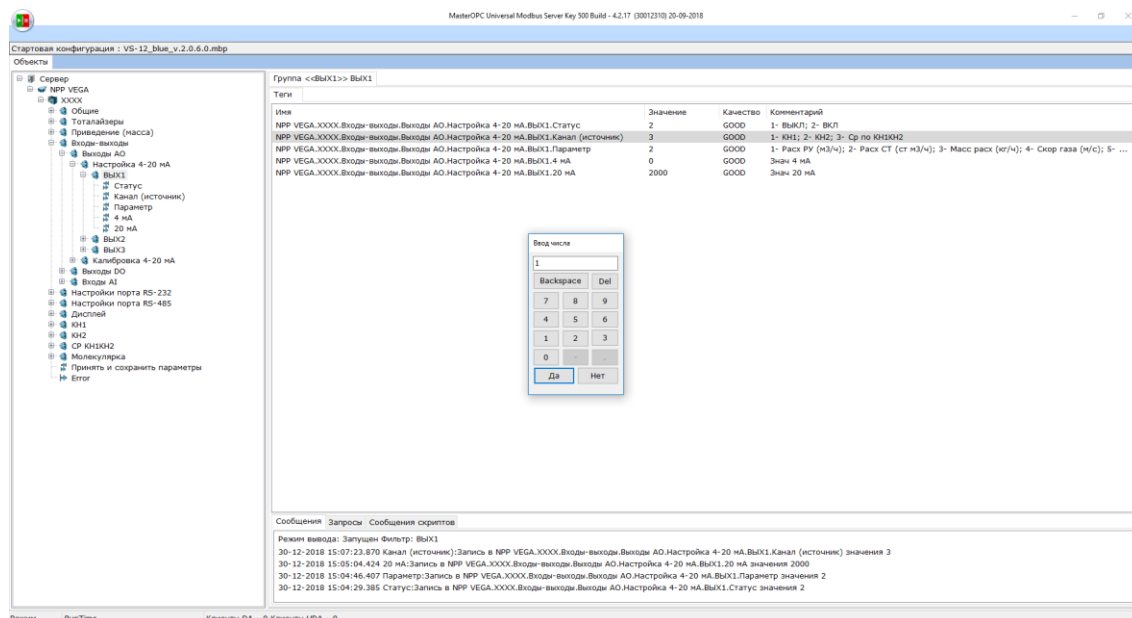 MasterOPC Universal Modbus Server Key 500 Build - 4.2.17 (30012310) 20-09-2018
Стартовая конфигурация : VS-12_blue_v.2.0.6.0.mbp
Объекты
Сервер
NPP VEGA
XXXX
Общие
Тоталайзеры
Приведение (масса)
Входы-выходы
Выходы AO
Настройка 4-20 мА
ВЫХ1
Статус
Канал (источник)
Параметр
4 мА
20 мА
ВЫХ2
ВЫХ3
Калибровка 4-20 мА
Выходы DO
Входы AI
Настройки порта RS-232
Настройки порта RS-485
Дисплей
КН1
КН2
СР КН1КН2
Молекулярка
Принять и сохранить параметры
Error
Группа <<ВЫХ1>> ВЫХ1
Теги
Имя Значение Качество Комментарий
NPP VEGA.XXXX.Входы-выходы.Выходы АО.Настройка 4-20 мА.ВЫХ1.Статус 2 GOOD 1- ВЫКЛ; 2- ВКЛ
NPP VEGA.XXXX.Входы-выходы.Выходы АО.Настройка 4-20 мА.ВЫХ1.Канал (источник) 3 GOOD 1- КН1; 2- КН2; 3- Ср по КН1КН2
NPP VEGA.XXXX.Входы-выходы.Выходы АО.Настройка 4-20 мА.ВЫХ1.Параметр 2 GOOD 1- Расх РУ (м3/ч); 2- Расх СТ (ст м3/ч); 3- Масс расх (кг/ч); 4- Скор газа (м/с); 5- ...
NPP VEGA.XXXX.Входы-выходы.Выходы АО.Настройка 4-20 мА.ВЫХ1.4 мА 0 GOOD Знач 4 мА
NPP VEGA.XXXX.Входы-выходы.Выходы АО.Настройка 4-20 мА.ВЫХ1.20 мА 2000 GOOD Знач 20 мА
Ввод числа
1
Backspace Del
7 8 9
4 5 6
1 2 3
0 - .
Да Нет
Сообщения Запросы Сообщения скриптов
Режим вывода: Запущен Фильтр: ВЫХ1
30-12-2018 15:07:23.870 Канал (источник):Запись в NPP VEGA.XXXX.Входы-выходы.Выходы АО.Настройка 4-20 мА.ВЫХ1.Канал (источник) значения 3
30-12-2018 15:05:04.424 20 мА:Запись в NPP VEGA.XXXX.Входы-выходы.Выходы АО.Настройка 4-20 мА.ВЫХ1.20 мА значения 2000
30-12-2018 15:04:46.407 Параметр:Запись в NPP VEGA.XXXX.Входы-выходы.Выходы АО.Настройка 4-20 мА.ВЫХ1.Параметр значения 2
30-12-2018 15:04:29.385 Статус:Запись в NPP VEGA.XXXX.Входы-выходы.Выходы АО.Настройка 4-20 мА.ВЫХ1.Статус значения 2